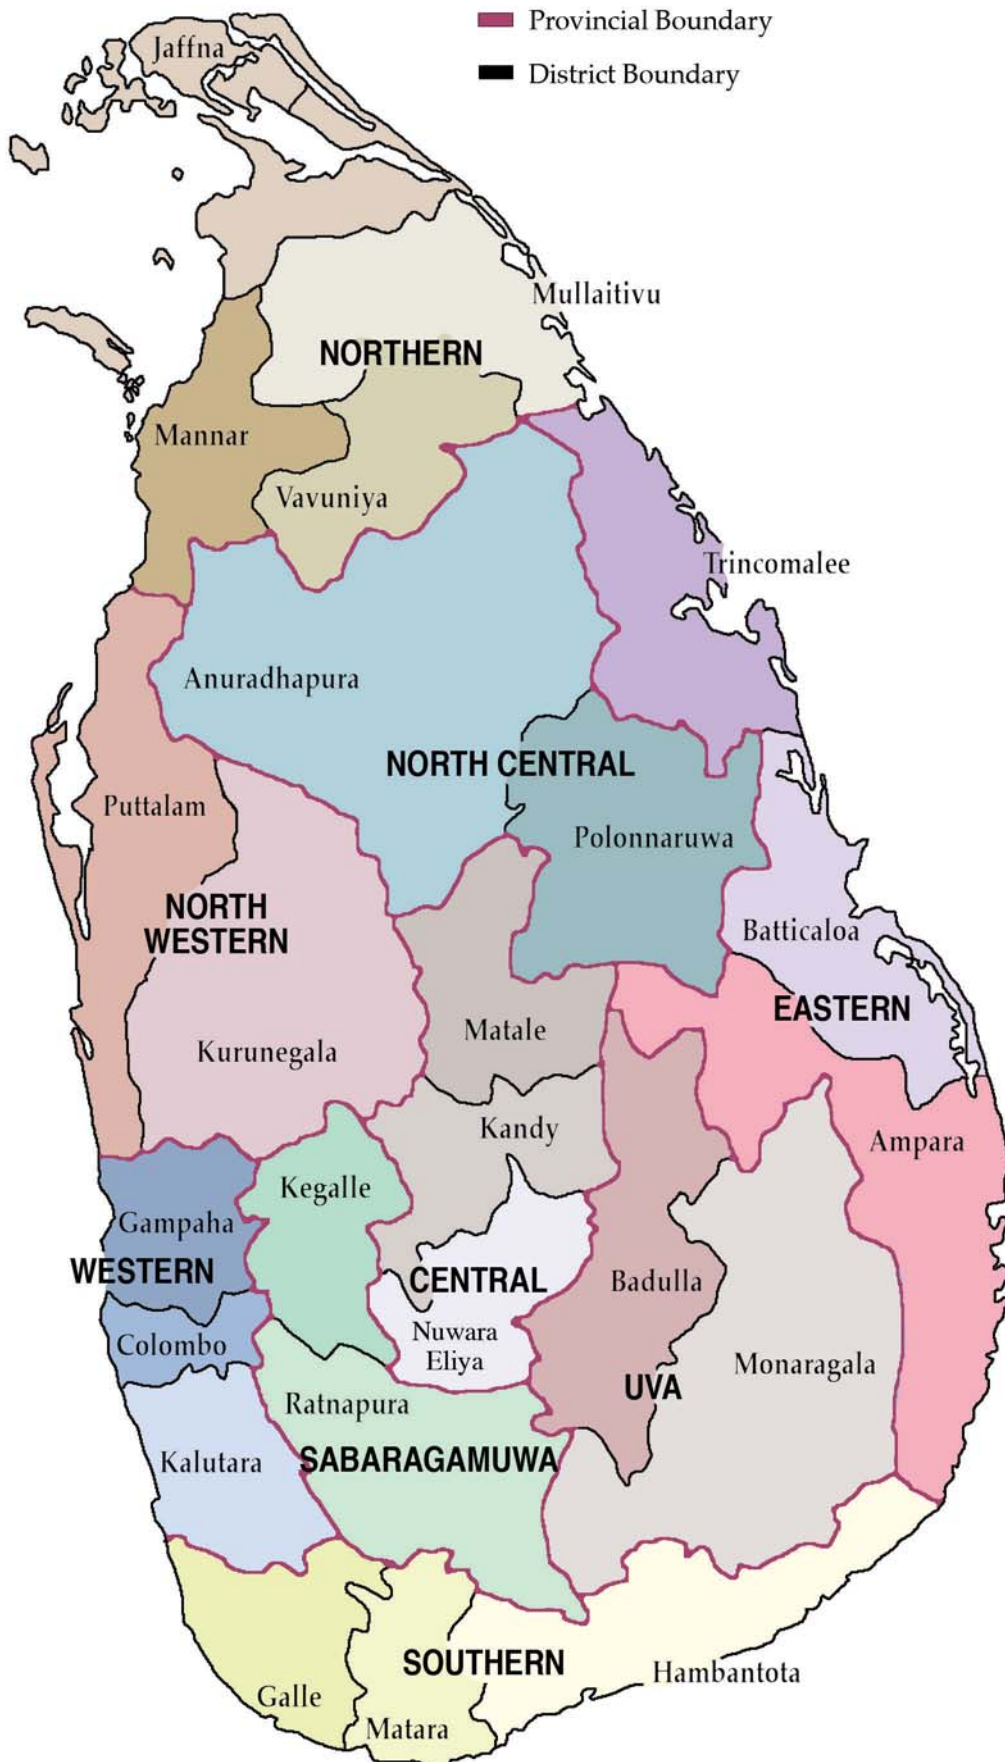 Provincial Boundary
District Boundary
Jaffna
Mullaitivu
NORTHERN
Mannar
Vavuniya
Trincomalee
Anuradhapura
NORTH CENTRAL
Puttalam
Polonnaruwa
NORTH
WESTERN
Batticaloa
EASTERN
Matale
Kurunegala
Kandy
Ampara
Kegalle
Gampaha
WESTERN
CENTRAL
Badulla
Colombo
Nuwara
Eliya
Monaragala
UVA
Ratnapura
SABARAGAMUWA
Kalutara
SOUTHERN
Hambantota
Galle
Matara